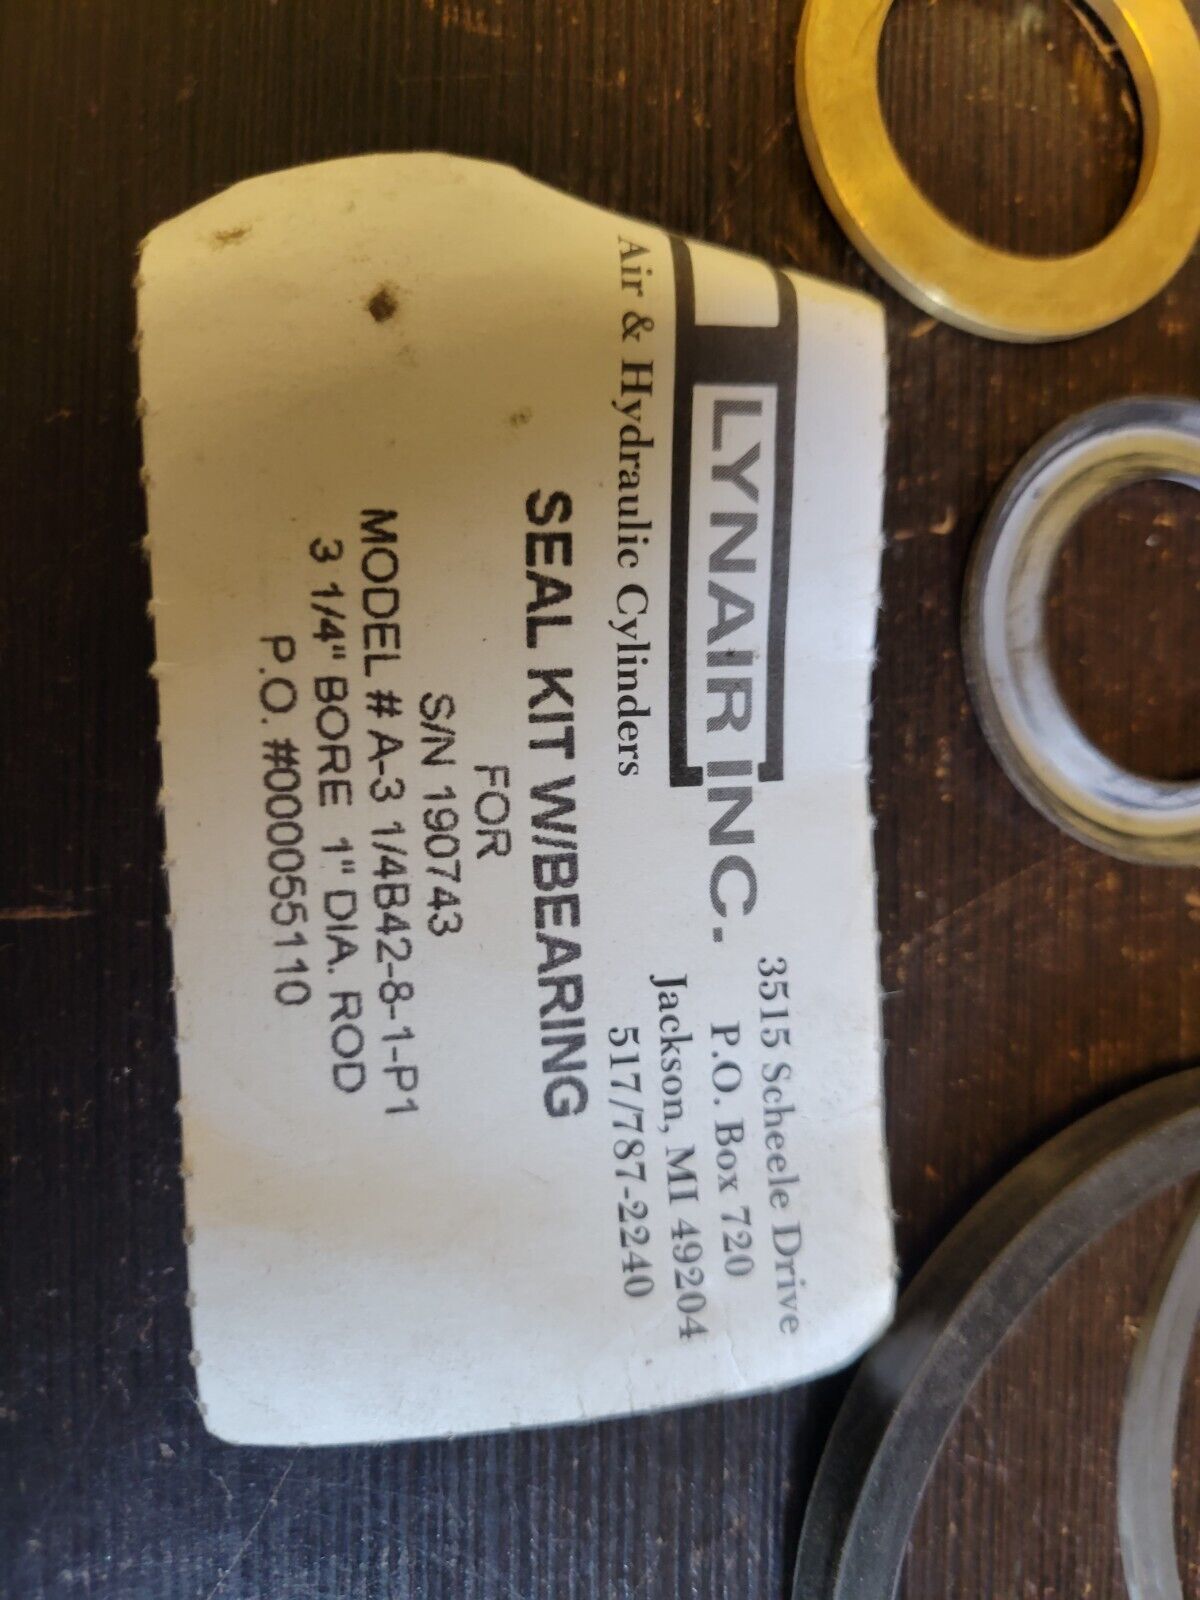 LYNAIR INC.
Air & Hydraulic Cylinders
3515 Scheele Drive
P.O. Box 720
Jackson, MI 49204
517/787-2240
SEAL KIT W/BEARING
FOR
S/N 190743
MODEL # A-3 1/4B42-8-1-P1
3 1/4" BORE 1" DIA. ROD
P.O. #000055110